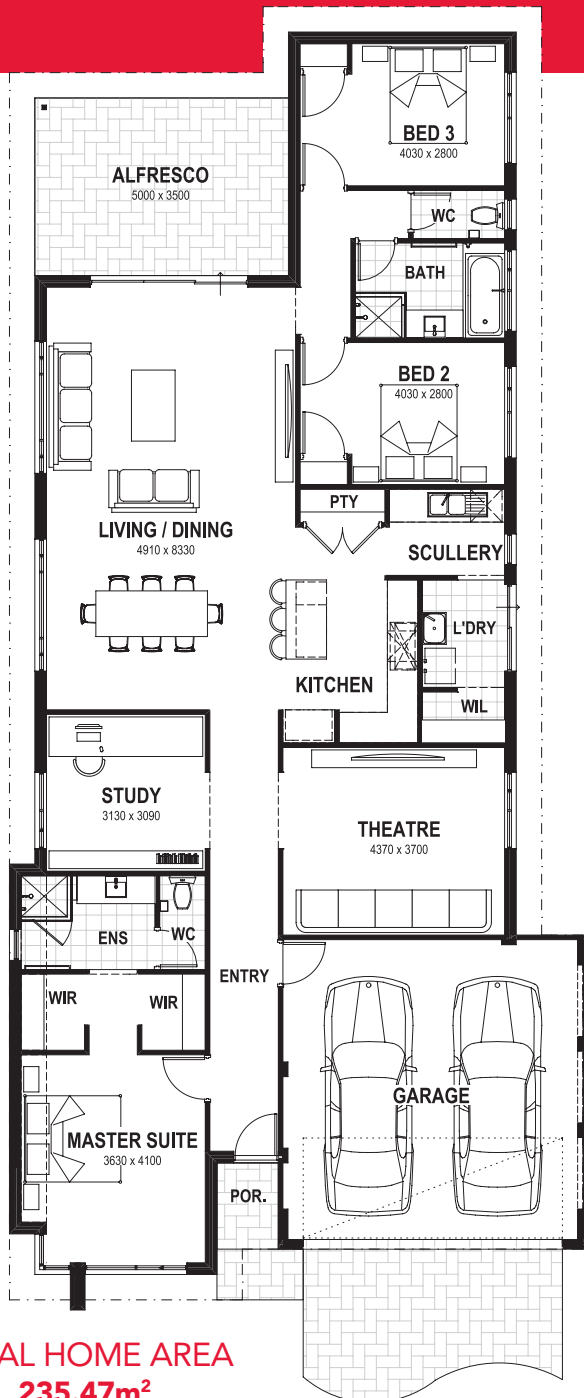 BED 3
4030 x 2800
ALFRESCO
5000 x 3500
WC
BATH
BED 2
4030 x 2800
PTY
SCULLERY
LIVING / DINING
4910 x 8330
L'DRY
KITCHEN
WIL
STUDY
3130 x 3090
THEATRE
4370 x 3700
ENS
WC
ENTRY
WIR
WIR
GARAGE
MASTER SUITE
3630 x 4100
POR.
AL HOME AREA
235.47m²